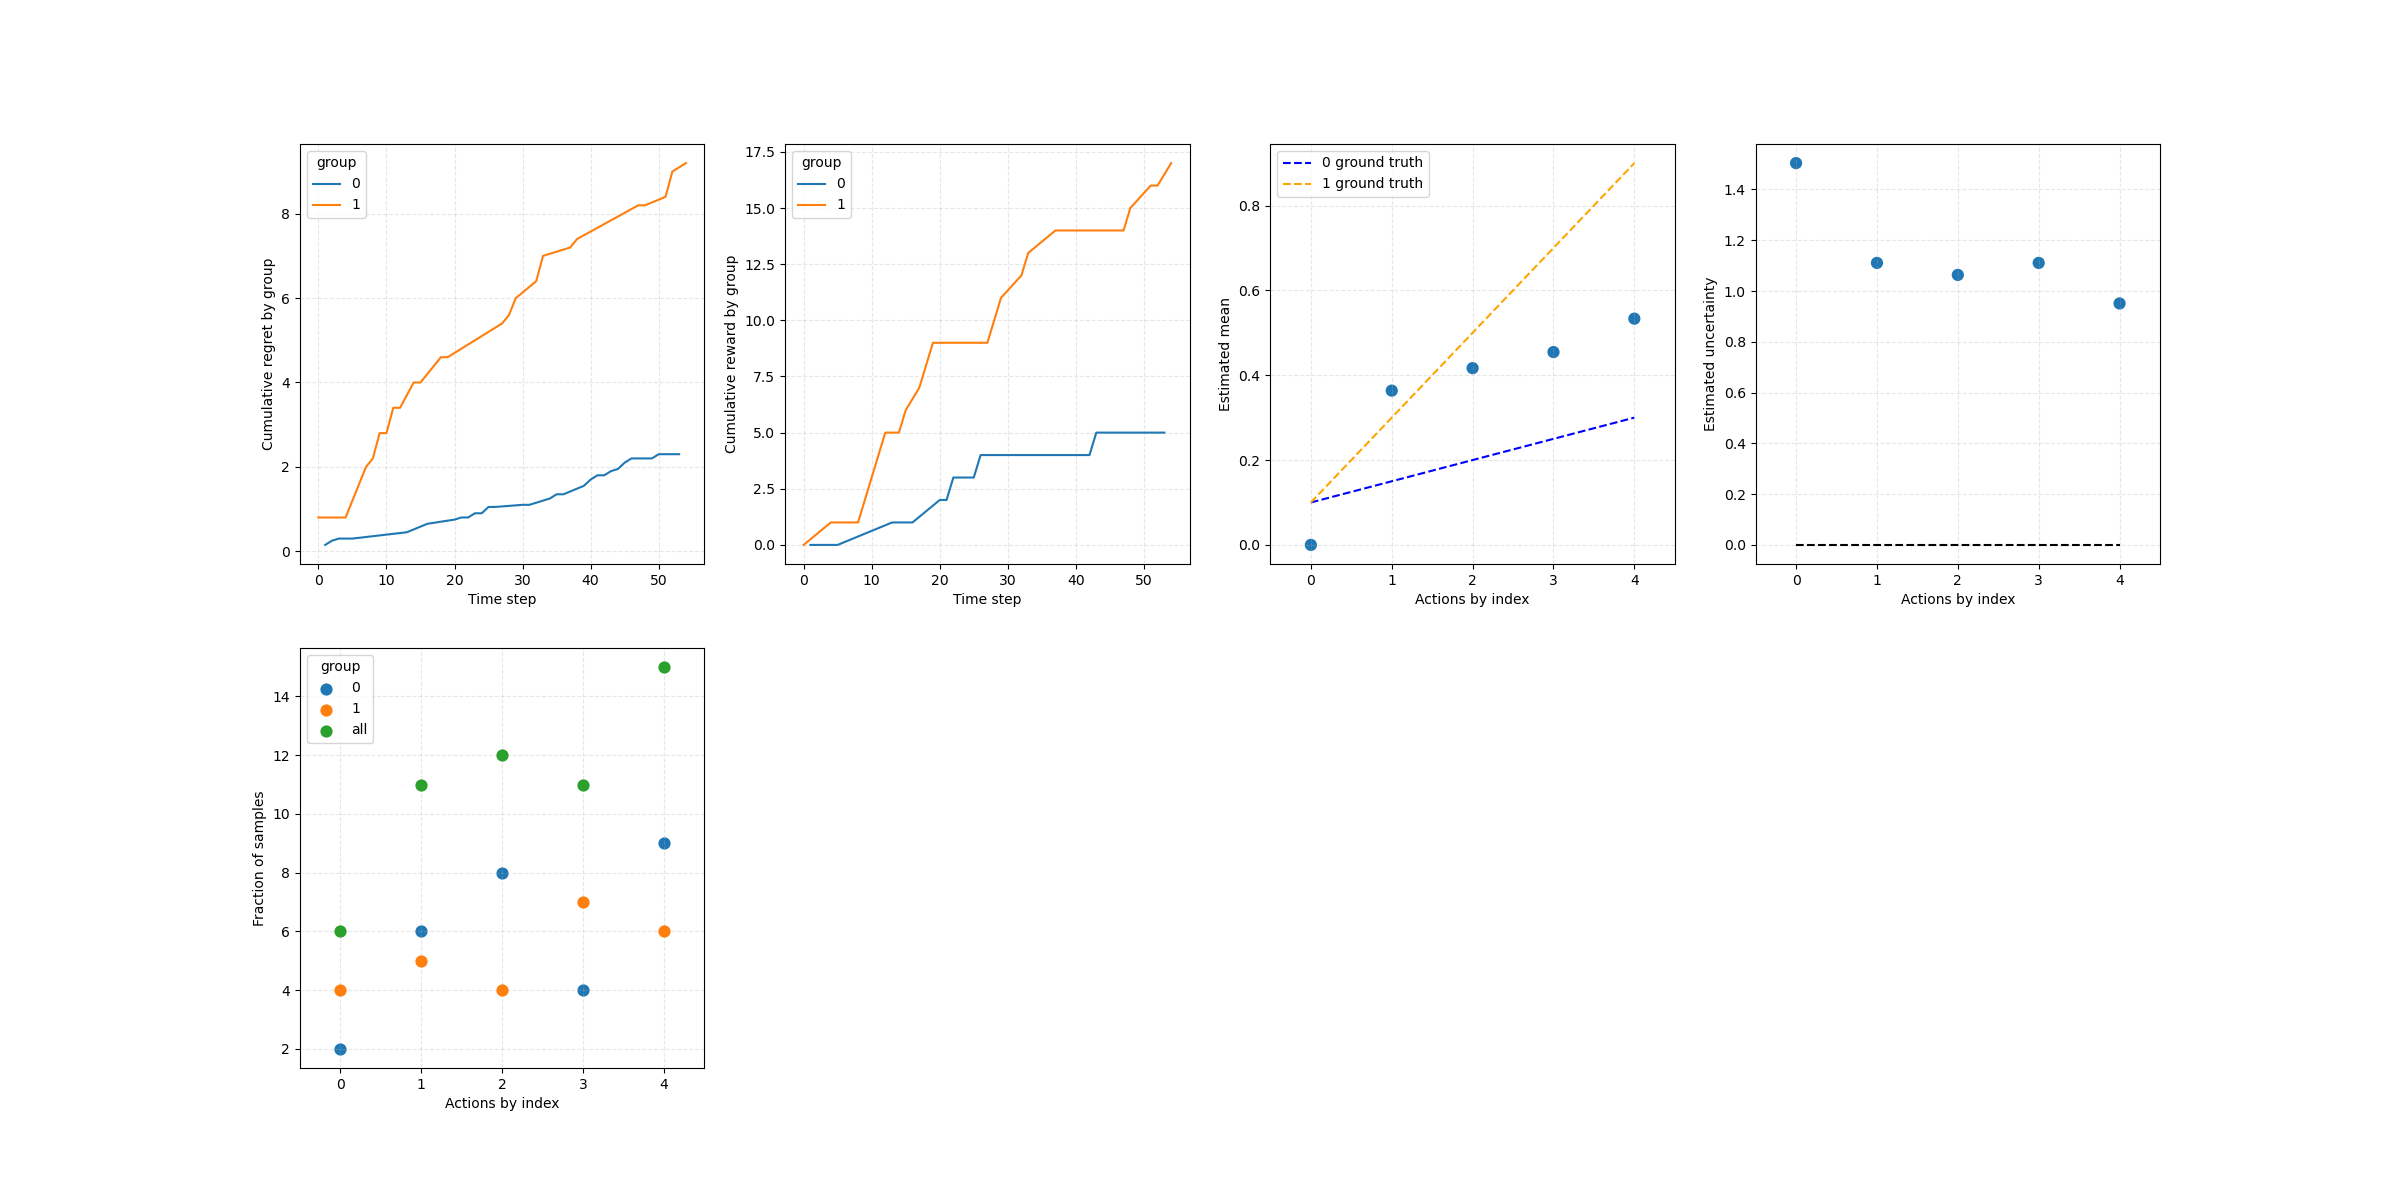 group
0
1
Cumulative regret by group
8
6
4
2
0
0 10 20 30 40 50
Time step
group
0
1
Cumulative reward by group
17.5
15.0
12.5
10.0
7.5
5.0
2.5
0.0
0 10 20 30 40 50
Time step
0 ground truth
1 ground truth
Estimated mean
0.8
0.6
0.4
0.2
0.0
0 1 2 3 4
Actions by index
Estimated uncertainty
1.4
1.2
1.0
0.8
0.6
0.4
0.2
0.0
0 1 2 3 4
Actions by index
group
0
1
all
Fraction of samples
14
12
10
8
6
4
2
0 1 2 3 4
Actions by index